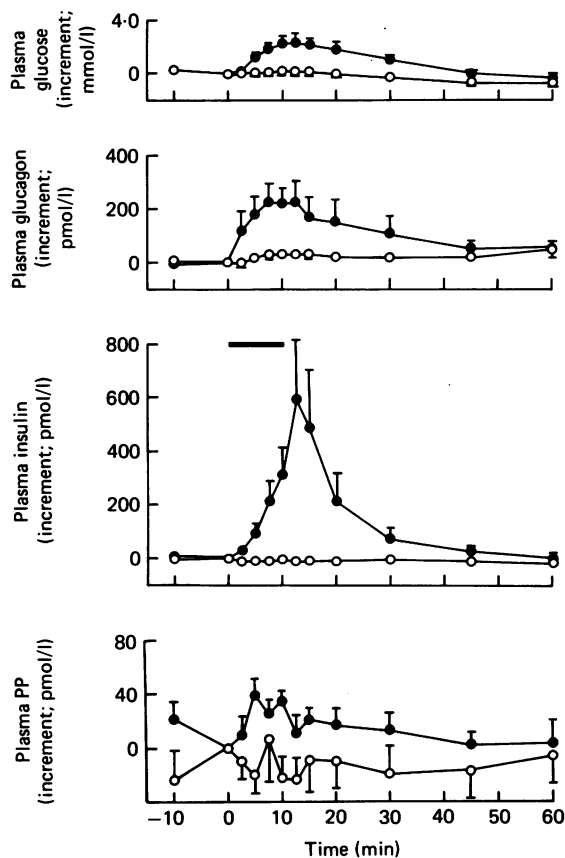 Plasma
glucose
(increment;
mmol/l)
4·0
0
Plasma glucagon
(increment;
pmol/l)
400
200
0
Plasma insulin
(increment; pmol/l)
800
600
400
200
0
Plasma PP
(increment; pmol/l)
80
40
0
−10 0 10 20 30 40 50 60
Time (min)